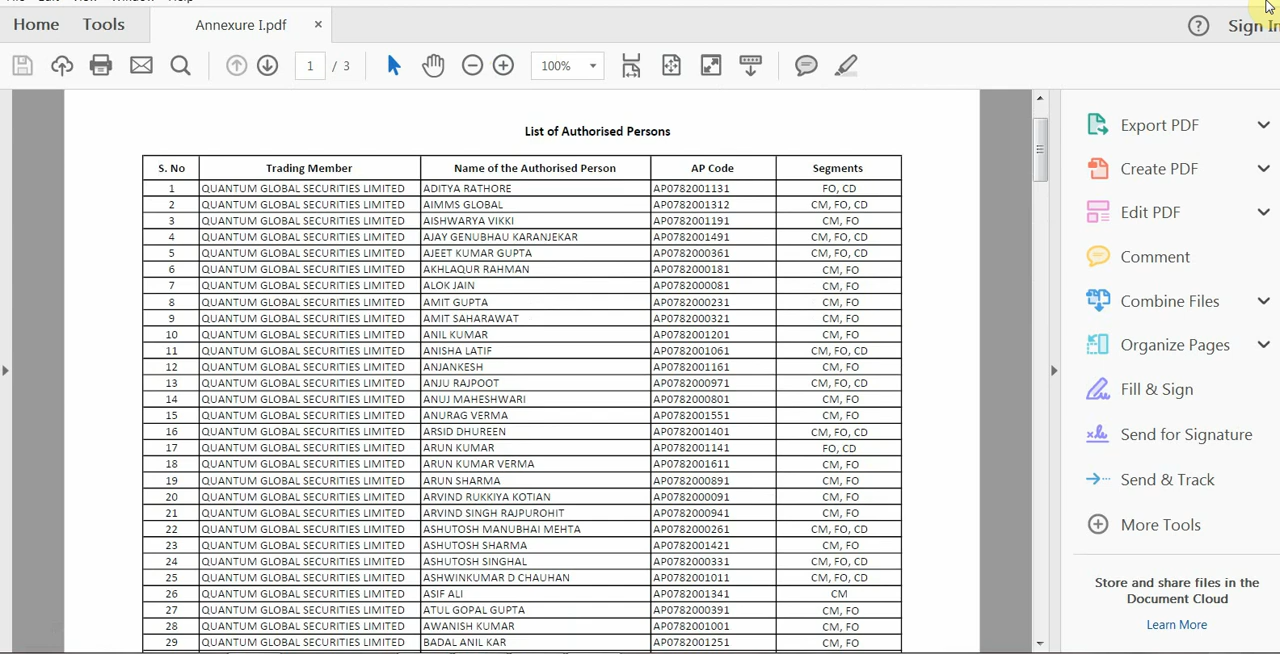 Home Tools Annexure I.pdf × Sign In
1 / 3 100%
List of Authorised Persons
S. No Trading Member Name of the Authorised Person AP Code Segments
1 QUANTUM GLOBAL SECURITIES LIMITED ADITYA RATHORE AP0782001131 FO, CD
2 QUANTUM GLOBAL SECURITIES LIMITED AIMMS GLOBAL AP0782001312 CM, FO, CD
3 QUANTUM GLOBAL SECURITIES LIMITED AISHWARYA VIKKI AP0782001191 CM, FO
4 QUANTUM GLOBAL SECURITIES LIMITED AJAY GENUBHAU KARANJEKAR AP0782001491 CM, FO, CD
5 QUANTUM GLOBAL SECURITIES LIMITED AJEET KUMAR GUPTA AP0782000361 CM, FO, CD
6 QUANTUM GLOBAL SECURITIES LIMITED AKHLAQUR RAHMAN AP0782000181 CM, FO
7 QUANTUM GLOBAL SECURITIES LIMITED ALOK JAIN AP0782000081 CM, FO
8 QUANTUM GLOBAL SECURITIES LIMITED AMIT GUPTA AP0782000231 CM, FO
9 QUANTUM GLOBAL SECURITIES LIMITED AMIT SAHARAWAT AP0782000321 CM, FO
10 QUANTUM GLOBAL SECURITIES LIMITED ANIL KUMAR AP0782001201 CM, FO
11 QUANTUM GLOBAL SECURITIES LIMITED ANISHA LATIF AP0782001061 CM, FO, CD
12 QUANTUM GLOBAL SECURITIES LIMITED ANJANKESH AP0782001161 CM, FO
13 QUANTUM GLOBAL SECURITIES LIMITED ANJU RAJPOOT AP0782000971 CM, FO, CD
14 QUANTUM GLOBAL SECURITIES LIMITED ANUJ MAHESHWARI AP0782000801 CM, FO
15 QUANTUM GLOBAL SECURITIES LIMITED ANURAG VERMA AP0782001551 CM, FO
16 QUANTUM GLOBAL SECURITIES LIMITED ARSID DHUREEN AP0782001401 CM, FO, CD
17 QUANTUM GLOBAL SECURITIES LIMITED ARUN KUMAR AP0782001141 FO, CD
18 QUANTUM GLOBAL SECURITIES LIMITED ARUN KUMAR VERMA AP0782001611 CM, FO
19 QUANTUM GLOBAL SECURITIES LIMITED ARUN SHARMA AP0782000891 CM, FO
20 QUANTUM GLOBAL SECURITIES LIMITED ARVIND RUKKIYA KOTIAN AP0782000091 CM, FO
21 QUANTUM GLOBAL SECURITIES LIMITED ARVIND SINGH RAJPUROHIT AP0782000941 CM, FO
22 QUANTUM GLOBAL SECURITIES LIMITED ASHUTOSH MANUBHAI MEHTA AP0782000261 CM, FO, CD
23 QUANTUM GLOBAL SECURITIES LIMITED ASHUTOSH SHARMA AP0782001421 CM, FO
24 QUANTUM GLOBAL SECURITIES LIMITED ASHUTOSH SINGHAL AP0782000331 CM, FO, CD
25 QUANTUM GLOBAL SECURITIES LIMITED ASHWINKUMAR D CHAUHAN AP0782001011 CM, FO, CD
26 QUANTUM GLOBAL SECURITIES LIMITED ASIF ALI AP0782001341 CM
27 QUANTUM GLOBAL SECURITIES LIMITED ATUL GOPAL GUPTA AP0782000391 CM, FO
28 QUANTUM GLOBAL SECURITIES LIMITED AWANISH KUMAR AP0782001001 CM, FO
29 QUANTUM GLOBAL SECURITIES LIMITED BADAL ANIL KAR AP0782001251 CM, FO
Export PDF
Create PDF
Edit PDF
Comment
Combine Files
Organize Pages
Fill & Sign
Send for Signature
Send & Track
More Tools
Store and share files in the
Document Cloud
Learn More